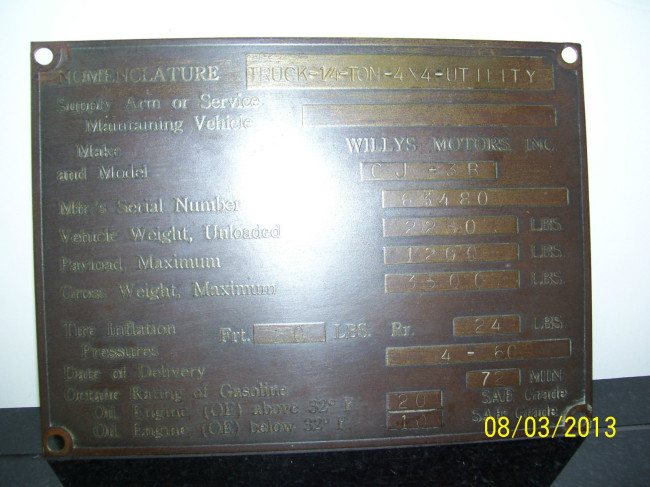 NOMENCLATURE TRUCK-1/4-TON-4X4-UTILITY
Supply Arm or Service
Maintaining Vehicle
Make WILLYS MOTORS, INC.
and Model CJ-3B
Mfr.'s Serial Number 63480
Vehicle Weight, Unloaded LBS
Payload, Maximum 1200 LBS.
Gross Weight, Maximum 3500 LBS
Tire Inflation Frt. LBS. Rr. 24 LBS
Pressures
Date of Delivery 4-60
Octane Rating of Gasoline 72 MIN
Oil, Engine (OE) above 32° F. 20 SAE Grade
Oil, Engine (OE) below 32° F. 10 SAE Grade
08/03/2013